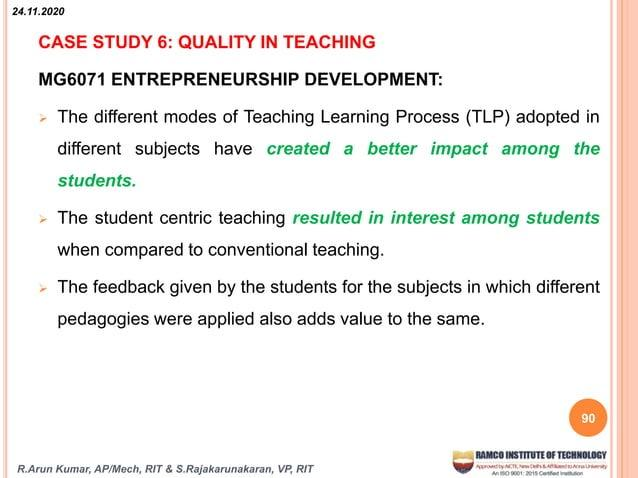 24.11.2020
CASE STUDY 6: QUALITY IN TEACHING
MG6071 ENTREPRENEURSHIP DEVELOPMENT:
The different modes of Teaching Learning Process (TLP) adopted in
different subjects have created a better impact among the
students.
The student centric teaching resulted in interest among students
when compared to conventional teaching.
The feedback given by the students for the subjects in which different
pedagogies were applied also adds value to the same.
90
RAMCO INSTITUTE OF TECHNOLOGY
Approved by AICTE, New Delhi & Affiliated to Anna University
An ISO 9001: 2015 Certified Institution
R.Arun Kumar, AP/Mech, RIT & S.Rajakarunakaran, VP, RIT